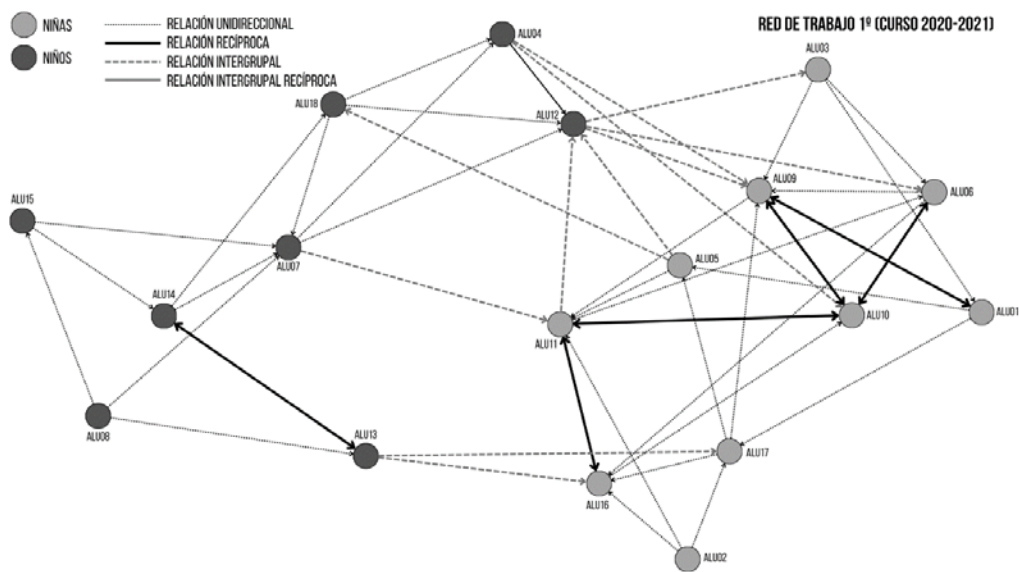 NIÑAS
NIÑOS
RELACIÓN UNIDIRECCIONAL
RELACIÓN RECÍPROCA
RELACIÓN INTERGRUPAL
RELACIÓN INTERGRUPAL RECÍPROCA
RED DE TRABAJO 1º (CURSO 2020-2021)
ALU04
ALU03
ALU18
ALU12
ALU09
ALU06
ALU15
ALU07
ALU05
ALU14
ALU11
ALU10
ALU01
ALU08
ALU13
ALU17
ALU16
ALU02